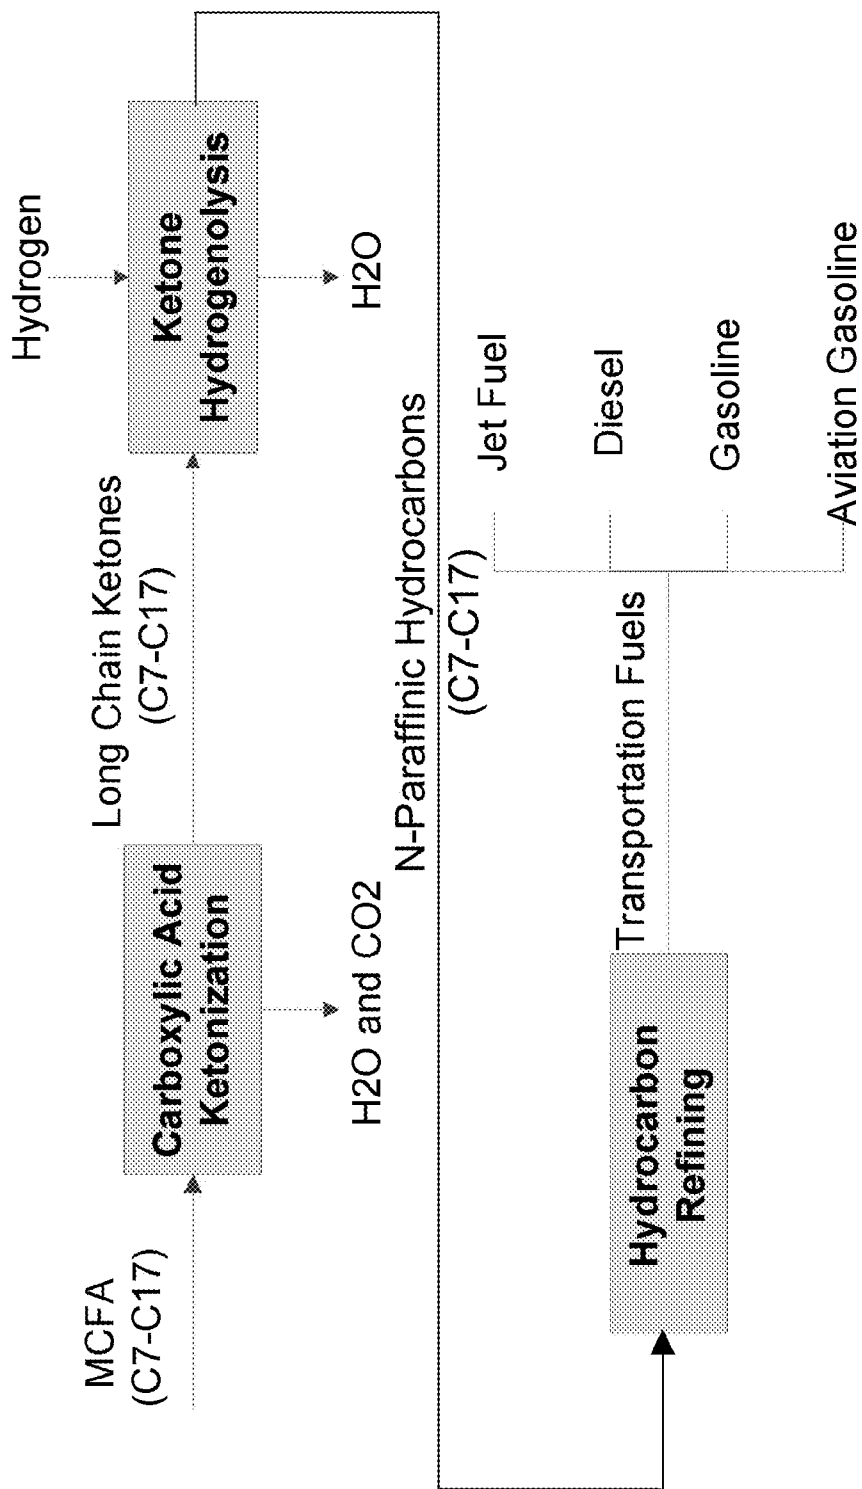 MCFA
(C7-C17)
Carboxylic Acid
Ketonization
H2O and CO2
Long Chain Ketones
(C7-C17)
Hydrogen
Ketone
Hydrogenolysis
H2O
N-Paraffinic Hydrocarbons
(C7-C17)
Hydrocarbon
Refining
Transportation Fuels
Jet Fuel
Diesel
Gasoline
Aviation Gasoline